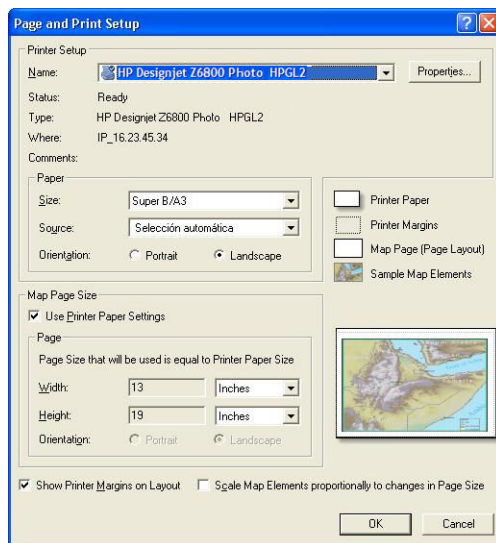 Page and Print Setup
Printer Setup
Name: HP Designjet Z6800 Photo HPGL2 Properties...
Status: Ready
Type: HP Designjet Z6800 Photo HPGL2
Where: IP_16.23.45.34
Comments:
Paper
Size: Super B/A3
Source: Selección automática
Orientation: Portrait Landscape
Printer Paper
Printer Margins
Map Page (Page Layout)
Sample Map Elements
Map Page Size
Use Printer Paper Settings
Page
Page Size that will be used is equal to Printer Paper Size
Width: 13 Inches
Height: 19 Inches
Orientation: Portrait Landscape
Show Printer Margins on Layout Scale Map Elements proportionally to changes in Page Size
OK Cancel